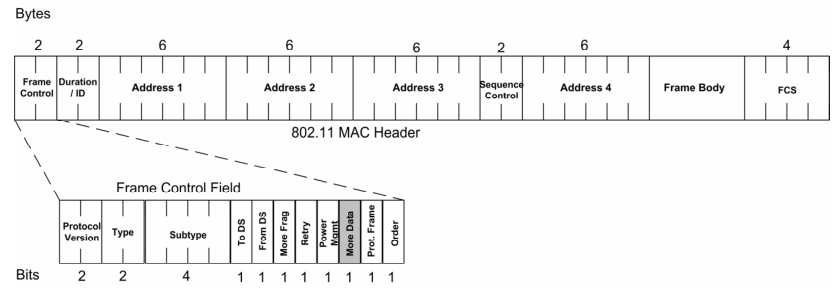 Bytes
2 2 6 6 6 2 6 4
Frame Control Duration / ID Address 1 Address 2 Address 3 Sequence Control Address 4 Frame Body FCS
802.11 MAC Header
Frame Control Field
Protocol Version Type Subtype To DS From DS More Frag Retry Power Mgmt More Data Prot. Frame Order
Bits 2 2 4 1 1 1 1 1 1 1 1